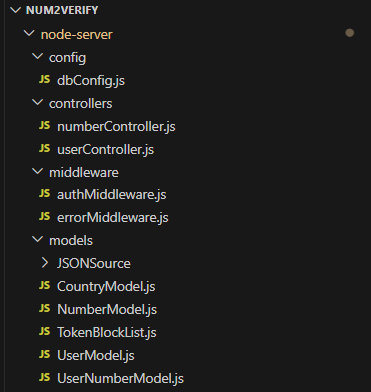 NUM2VERIFY
node-server
config
JS dbConfig.js
controllers
JS numberController.js
JS userController.js
middleware
JS authMiddleware.js
JS errorMiddleware.js
models
JSONSource
JS CountryModel.js
JS NumberModel.js
JS TokenBlockList.js
JS UserModel.js
JS UserNumberModel.js